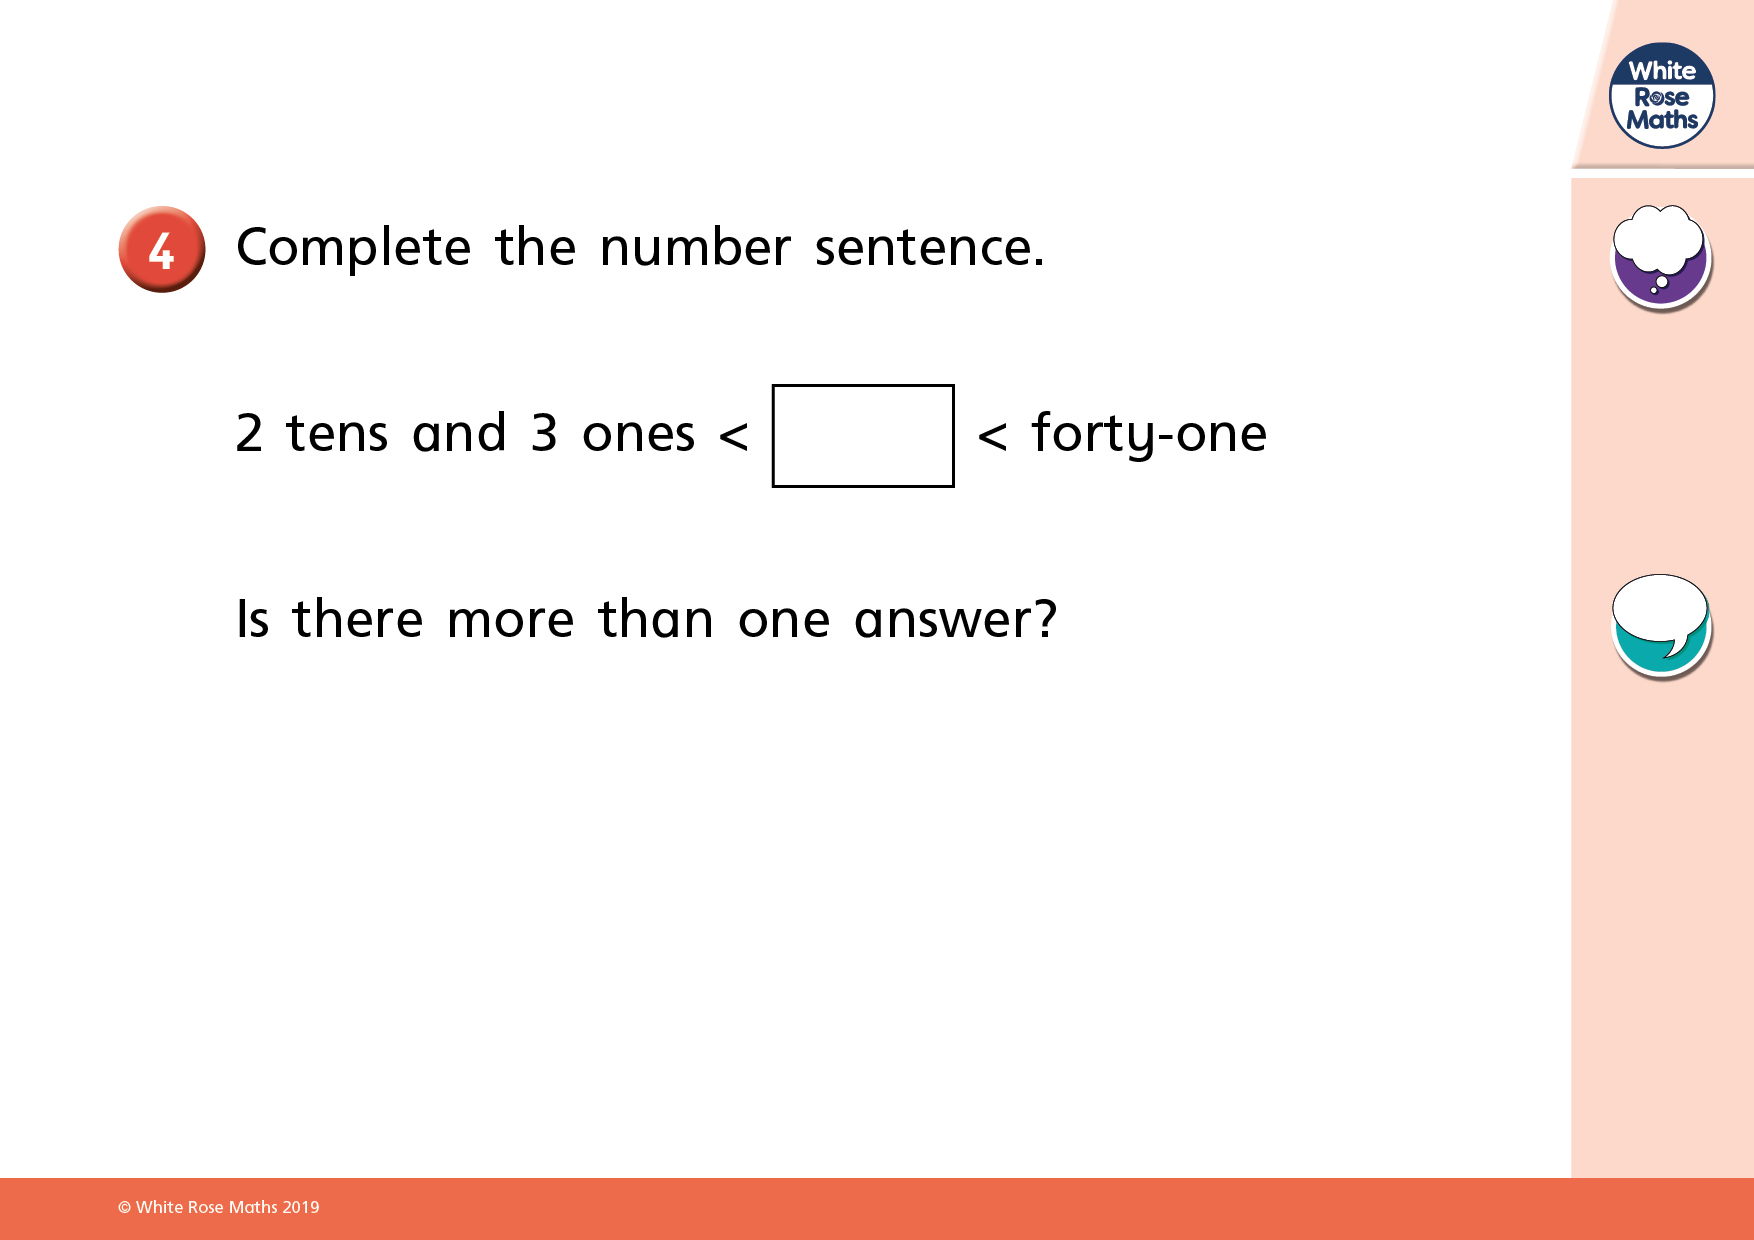 White
Rose
Maths
4 Complete the number sentence.
2 tens and 3 ones < < forty-one
Is there more than one answer?
© White Rose Maths 2019